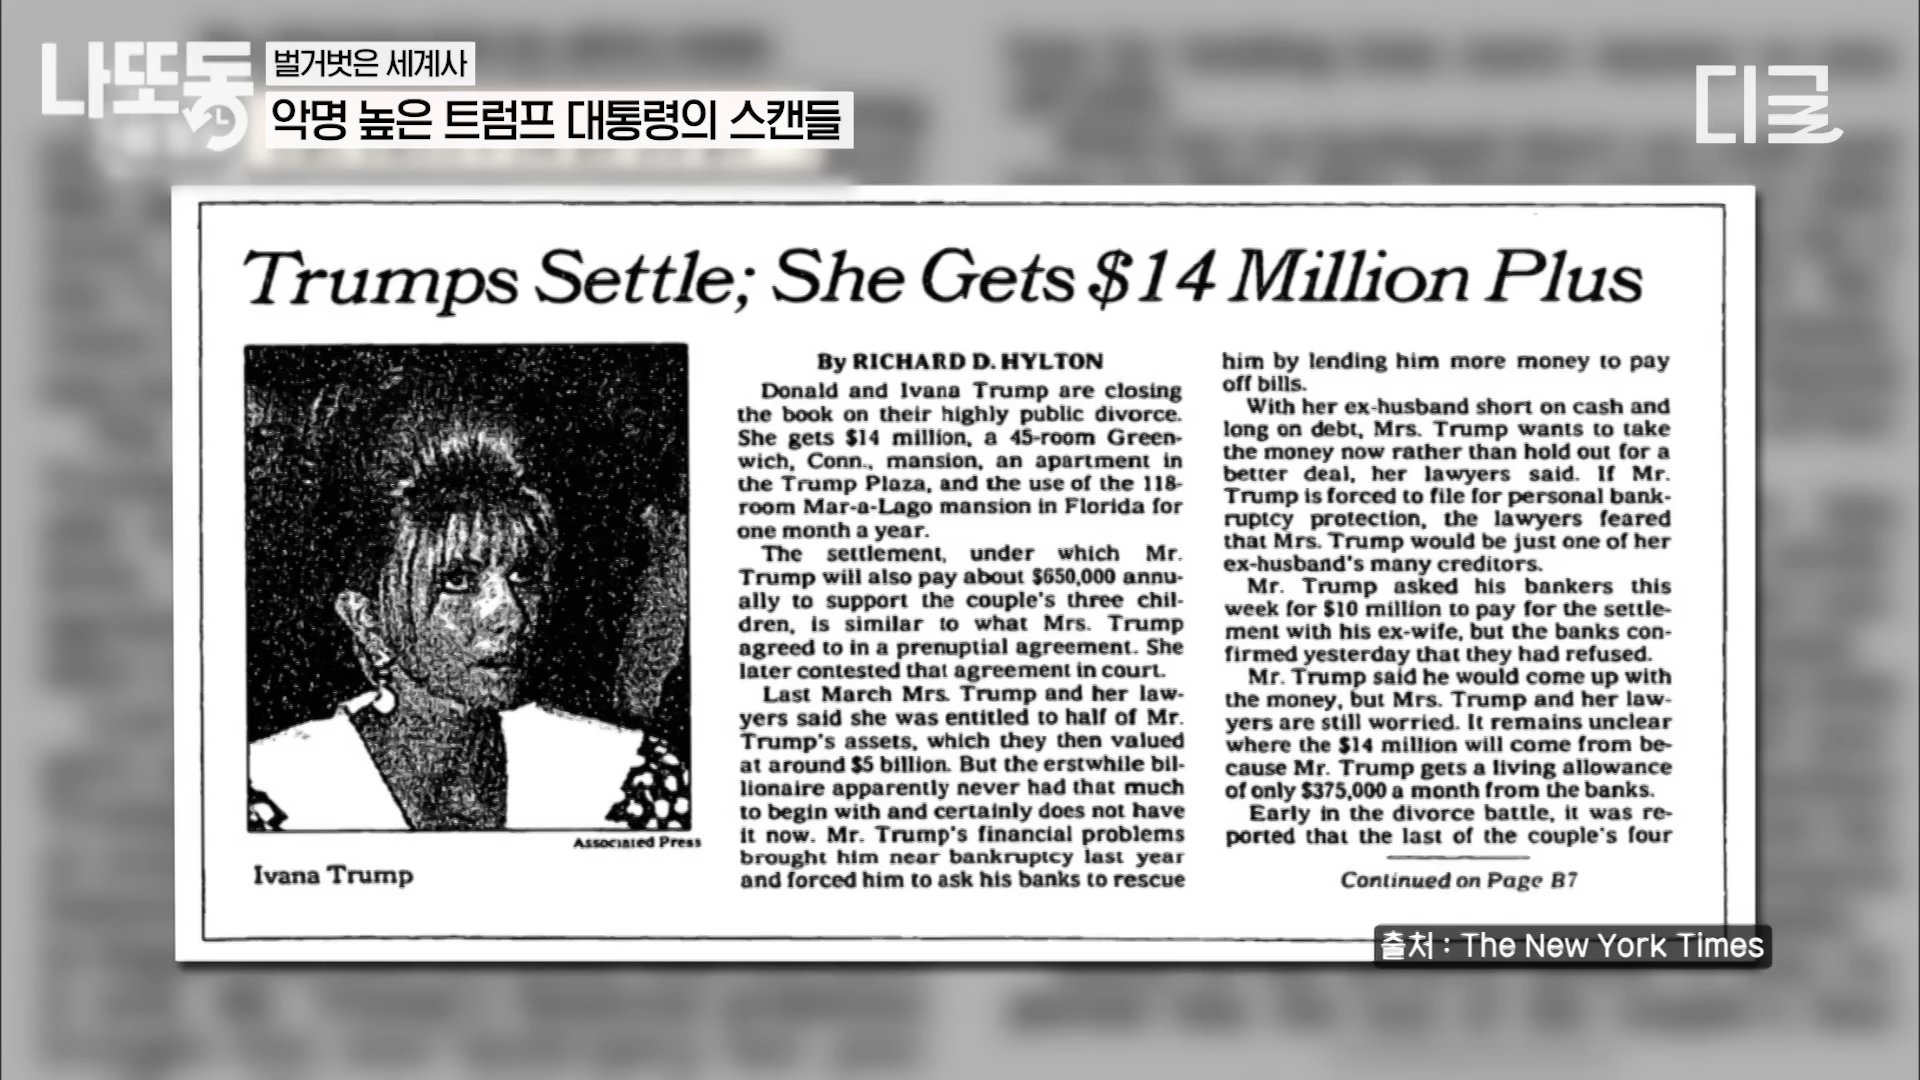 나또동
벌거벗은 세계사
악명 높은 트럼프 대통령의 스캔들
디글
Trumps Settle; She Gets $14 Million Plus
Associated Press
Ivana Trump
By RICHARD D. HYLTON
Donald and Ivana Trump are closing
the book on their highly public divorce.
She gets $14 million, a 45-room Green-
wich, Conn., mansion, an apartment in
the Trump Plaza, and the use of the 118-
room Mar-a-Lago mansion in Florida for
one month a year.
The settlement, under which Mr.
Trump will also pay about $650,000 annu-
ally to support the couple's three chil-
dren, is similar to what Mrs. Trump
agreed to in a prenuptial agreement. She
later contested that agreement in court.
Last March Mrs. Trump and her law-
yers said she was entitled to half of Mr.
Trump's assets, which they then valued
at around $5 billion. But the erstwhile bil-
lionaire apparently never had that much
to begin with and certainly does not have
it now. Mr. Trump's financial problems
brought him near bankruptcy last year
and forced him to ask his banks to rescue
him by lending him more money to pay
off bills.
With her ex-husband short on cash and
long on debt, Mrs. Trump wants to take
the money now rather than hold out for a
better deal, her lawyers said. If Mr.
Trump is forced to file for personal bank-
ruptcy protection, the lawyers feared
that Mrs. Trump would be just one of her
ex-husband's many creditors.
Mr. Trump asked his bankers this
week for $10 million to pay for the settle-
ment with his ex-wife, but the banks con-
firmed yesterday that they had refused.
Mr. Trump said he would come up with
the money, but Mrs. Trump and her law-
yers are still worried. It remains unclear
where the $14 million will come from be-
cause Mr. Trump gets a living allowance
of only $375,000 a month from the banks.
Early in the divorce battle, it was re-
ported that the last of the couple's four
Continued on Page B7
출처 : The New York Times